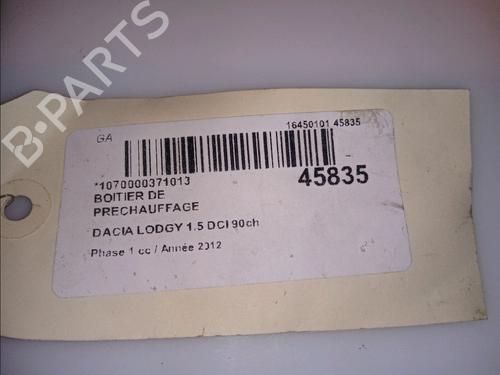 GA
16450101 45835
*1070000371013
45835
BOITIER DE
PRECHAUFFAGE
DACIA LODGY 1.5 DCI 90ch
Phase 1 cc / Année 2012
B-PARTS